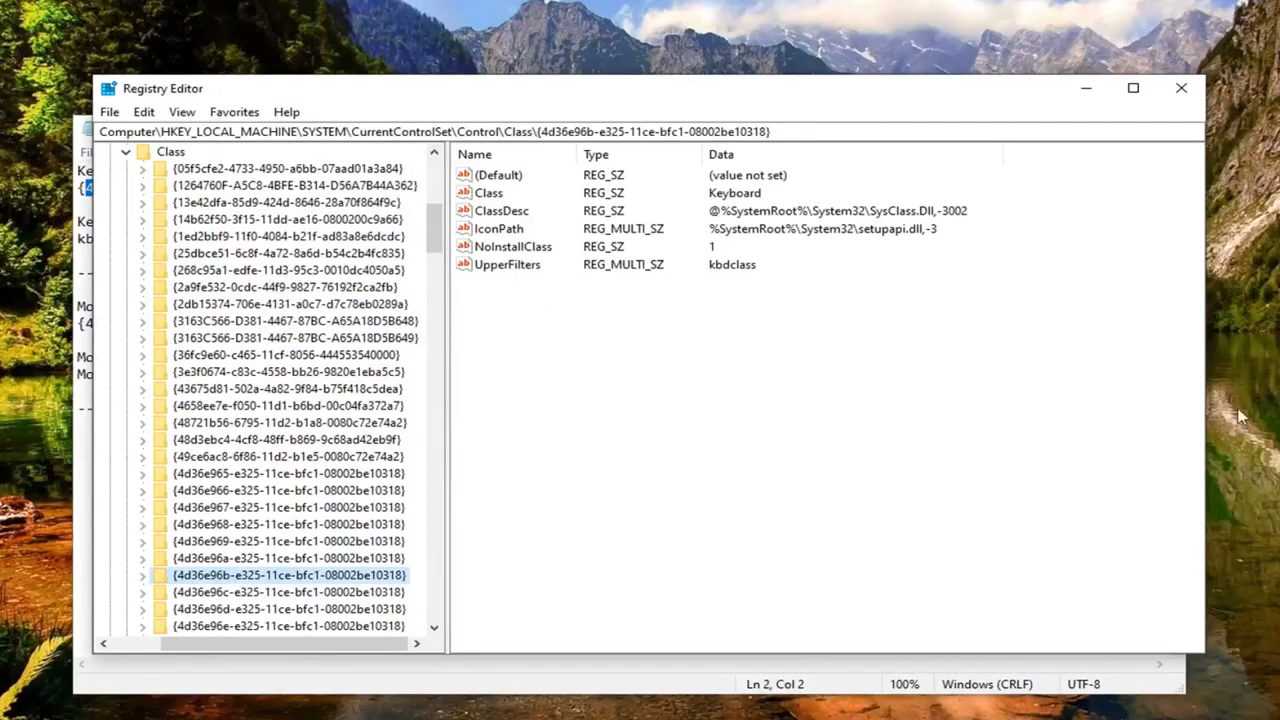 Registry Editor
File Edit View Favorites Help
Computer\HKEY_LOCAL_MACHINE\SYSTEM\CurrentControlSet\Control\Class\{4d36e96b-e325-11ce-bfc1-08002be10318}
Class
{05f5cfe2-4733-4950-a6bb-07aad01a3a84}
{1264760F-A5C8-4BFE-B314-D56A7B44A362}
{13e42dfa-85d9-424d-8646-28a70f864f9c}
{14b62f50-3f15-11dd-ae16-0800200c9a66}
{1ed2bbf9-11f0-4084-b21f-ad83a8e6dcdc}
{25dbce51-6c8f-4a72-8a6d-b54c2b4fc835}
{268c95a1-edfe-11d3-95c3-0010dc4050a5}
{2a9fe532-0cdc-44f9-9827-76192f2ca2fb}
{2db15374-706e-4131-a0c7-d7c78eb0289a}
{3163C566-D381-4467-87BC-A65A18D5B648}
{3163C566-D381-4467-87BC-A65A18D5B649}
{36fc9e60-c465-11cf-8056-444553540000}
{3e3f0674-c83c-4558-bb26-9820e1eba5c5}
{43675d81-502a-4a82-9f84-b75f418c5dea}
{4658ee7e-f050-11d1-b6bd-00c04fa372a7}
{48721b56-6795-11d2-b1a8-0080c72e74a2}
{48d3ebc4-4cf8-48ff-b869-9c68ad42eb9f}
{49ce6ac8-6f86-11d2-b1e5-0080c72e74a2}
{4d36e965-e325-11ce-bfc1-08002be10318}
{4d36e966-e325-11ce-bfc1-08002be10318}
{4d36e967-e325-11ce-bfc1-08002be10318}
{4d36e968-e325-11ce-bfc1-08002be10318}
{4d36e969-e325-11ce-bfc1-08002be10318}
{4d36e96a-e325-11ce-bfc1-08002be10318}
{4d36e96b-e325-11ce-bfc1-08002be10318}
{4d36e96c-e325-11ce-bfc1-08002be10318}
{4d36e96d-e325-11ce-bfc1-08002be10318}
{4d36e96e-e325-11ce-bfc1-08002be10318}
Name Type Data
(Default) REG_SZ (value not set)
Class REG_SZ Keyboard
ClassDesc REG_SZ @%SystemRoot%\System32\SysClass.Dll,-3002
IconPath REG_MULTI_SZ %SystemRoot%\System32\setupapi.dll,-3
NoInstallClass REG_SZ 1
UpperFilters REG_MULTI_SZ kbdclass
Ln 2, Col 2 100% Windows (CRLF) UTF-8